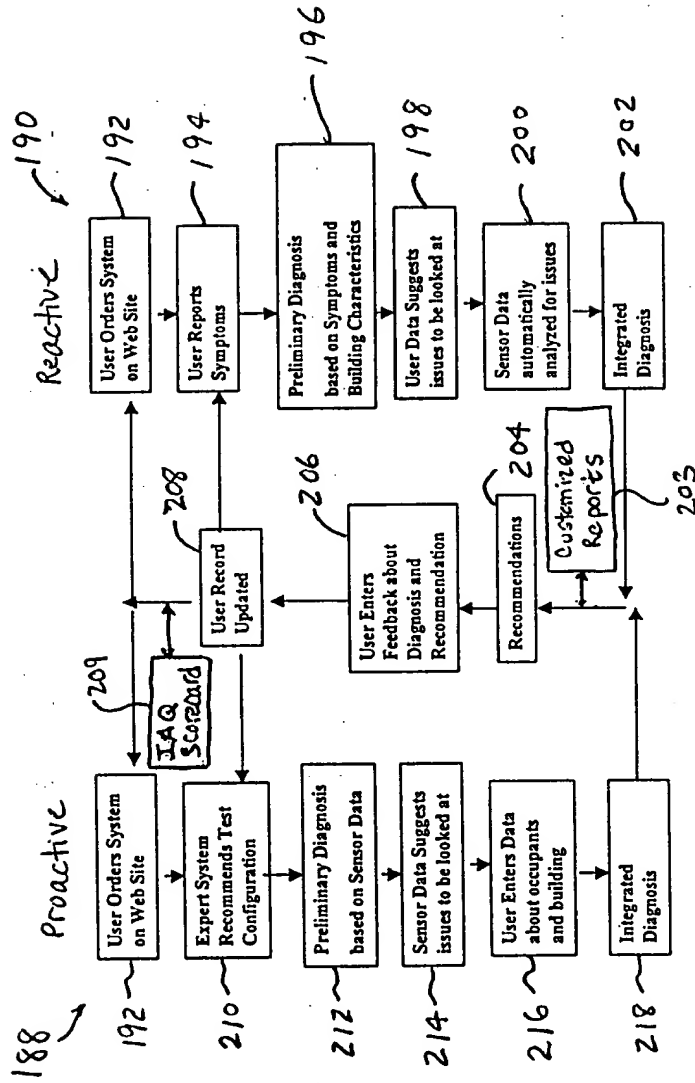 Proactive
188
User Orders System
on Web Site
192
Expert System
Recommends Test
Configuration
210
Preliminary Diagnosis
based on Sensor Data
212
Sensor Data Suggests
issues to be looked at
214
User Enters Data
about occupants
and building
216
Integrated
Diagnosis
218
209
IAQ
Scorecard
User Record
Updated
208
User Enters
Feedback about
Diagnosis and
Recommendation
206
Recommendations
204
Customized
Reports
203
Reactive
190
User Orders System
on Web Site
192
User Reports
Symptoms
194
Preliminary Diagnosis
based on Symptoms and
Building Characteristics
196
User Data Suggests
issues to be looked at
198
Sensor Data
automatically
analyzed for issues
200
Integrated
Diagnosis
202